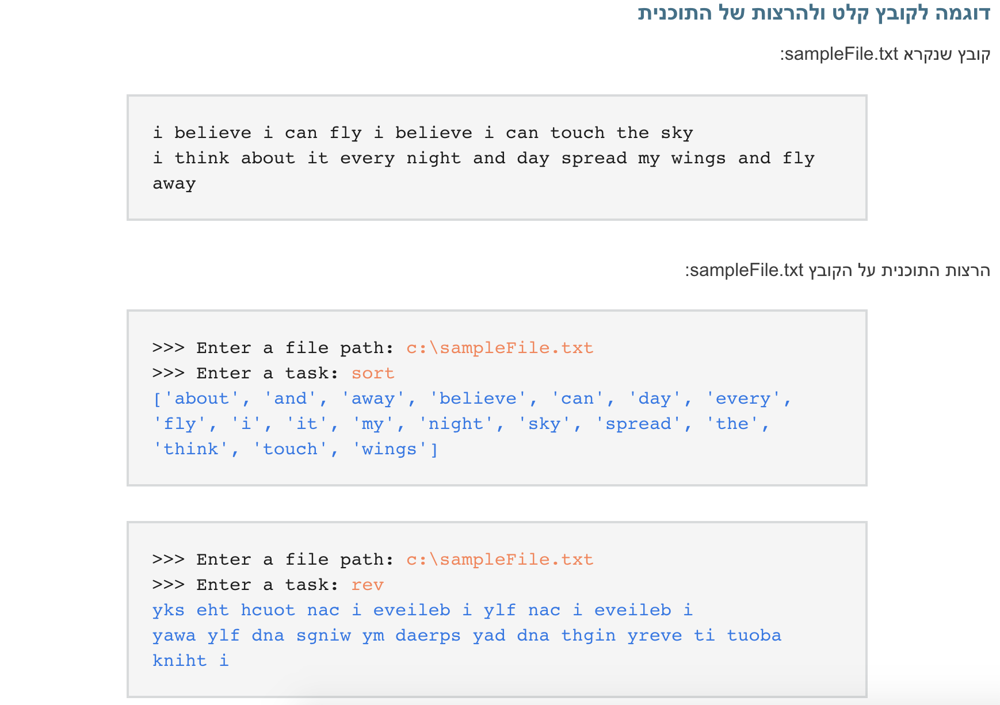 דוגמה לקובץ קלט ולהרצות של התוכנית
קובץ שנקרא sampleFile.txt:
i believe i can fly i believe i can touch the sky
i think about it every night and day spread my wings and fly
away
הרצות התוכנית על הקובץ sampleFile.txt:
>>> Enter a file path: c:\sampleFile.txt
>>> Enter a task: sort
['about', 'and', 'away', 'believe', 'can', 'day', 'every',
'fly', 'i', 'it', 'my', 'night', 'sky', 'spread', 'the',
'think', 'touch', 'wings']
>>> Enter a file path: c:\sampleFile.txt
>>> Enter a task: rev
yks eht hcuot nac i eveileb i ylf nac i eveileb i
yawa ylf dna sgniw ym daerps yad dna thgin yreve ti tuoba
kniht i